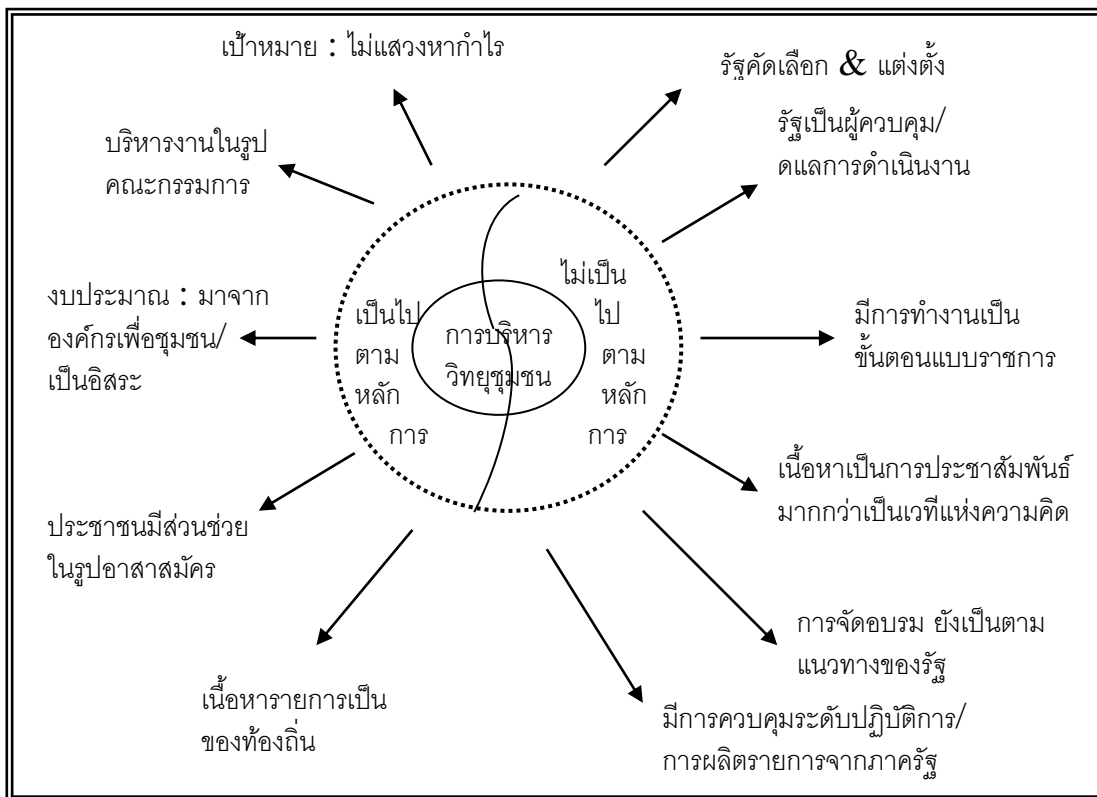 เป้าหมาย : ไม่แสวงหากำไร
รัฐคัดเลือก & แต่งตั้ง
บริหารงานในรูป
คณะกรรมการ
รัฐเป็นผู้ควบคุม/
ดแลการดำเนินงาน
งบประมาณ : มาจาก
องค์กรเพื่อชุมชน/
เป็นอิสระ
เป็นไป
ตาม
หลัก
การ
การบริหาร
วิทยุชุมชน
ไม่เป็น
ไป
ตาม
หลัก
การ
มีการทำงานเป็น
ขั้นตอนแบบราชการ
ประชาชนมีส่วนช่วย
ในรูปอาสาสมัคร
เนื้อหาเป็นการประชาสัมพันธ์
มากกว่าเป็นเวทีแห่งความคิด
เนื้อหารายการเป็น
ของท้องถิ่น
การจัดอบรม ยังเป็นตาม
แนวทางของรัฐ
มีการควบคุมระดับปฏิบัติการ/
การผลิตรายการจากภาครัฐ